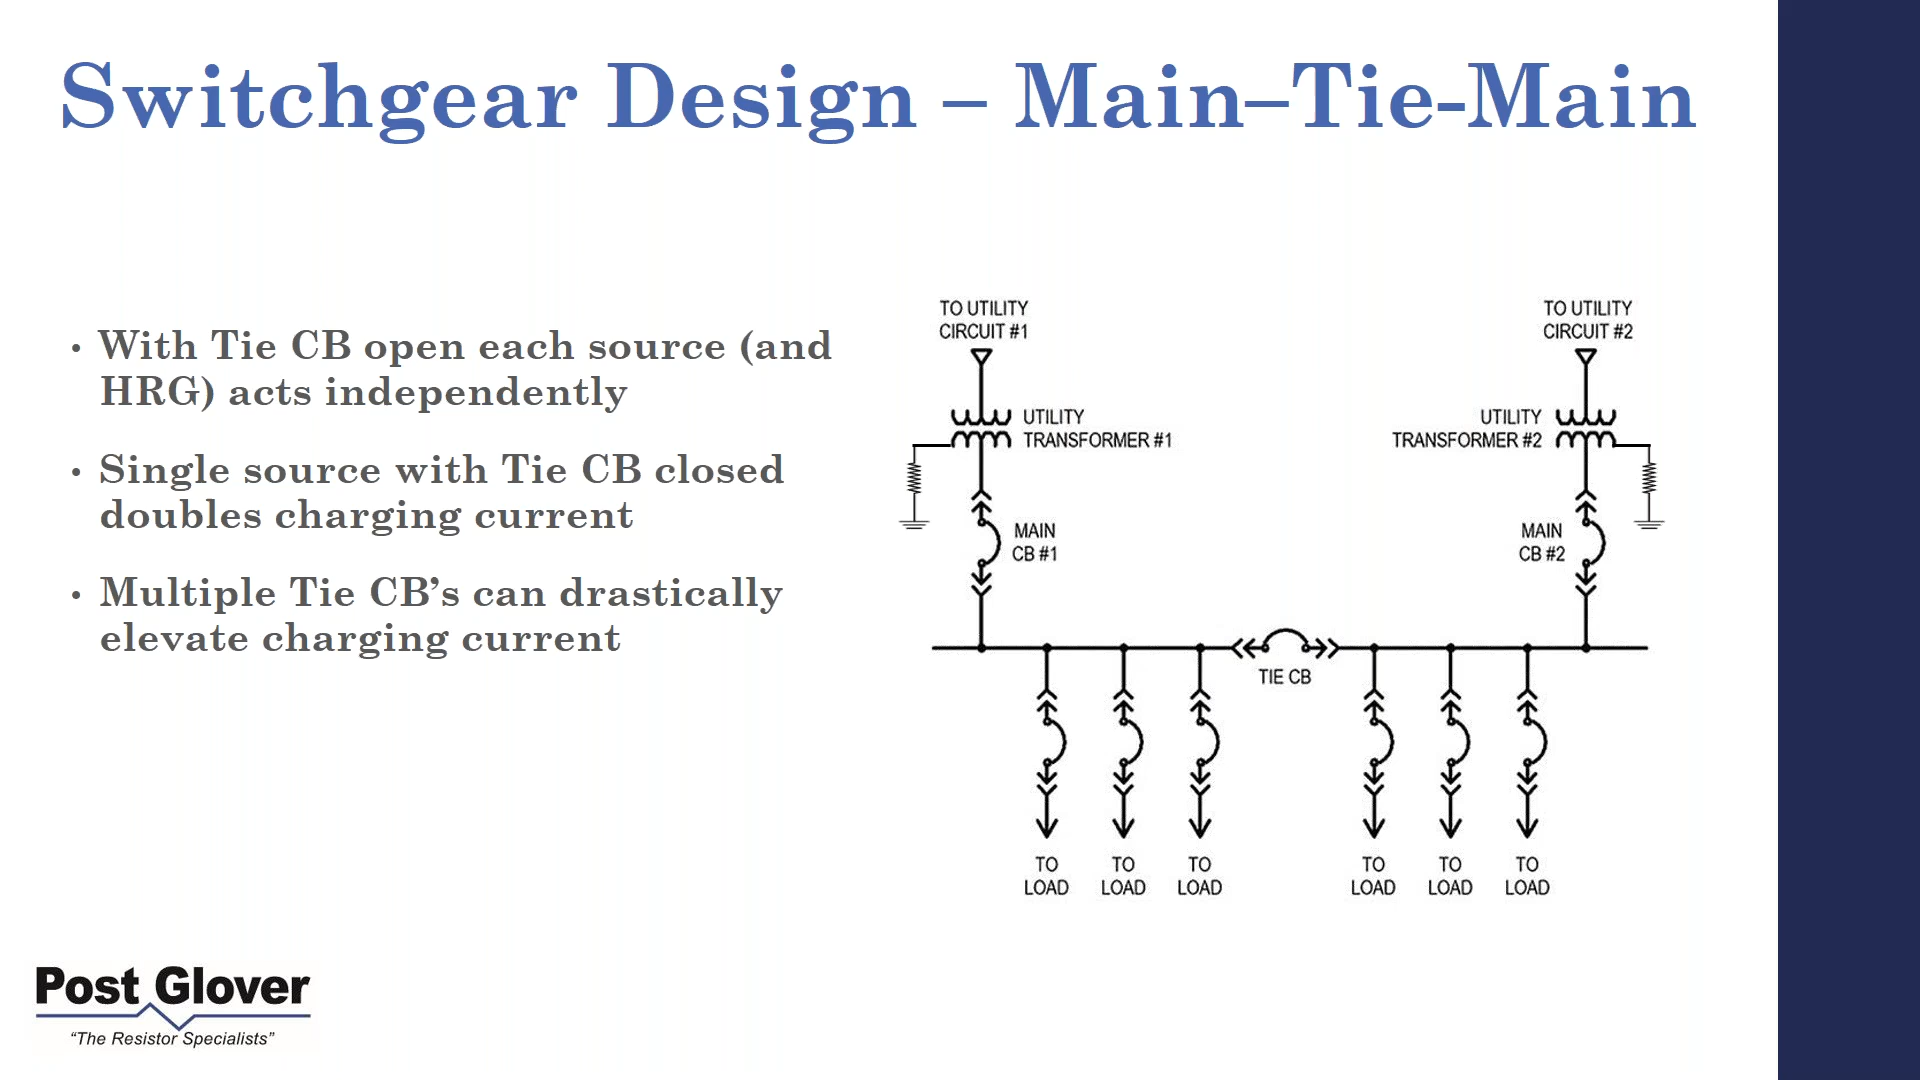 Switchgear Design – Main–Tie-Main
• With Tie CB open each source (and
HRG) acts independently
• Single source with Tie CB closed
doubles charging current
• Multiple Tie CB’s can drastically
elevate charging current
TO UTILITY
CIRCUIT #1
TO UTILITY
CIRCUIT #2
UTILITY
TRANSFORMER #1
UTILITY
TRANSFORMER #2
MAIN
CB #1
MAIN
CB #2
TIE CB
TO
LOAD
TO
LOAD
TO
LOAD
TO
LOAD
TO
LOAD
TO
LOAD
Post Glover
“The Resistor Specialists”